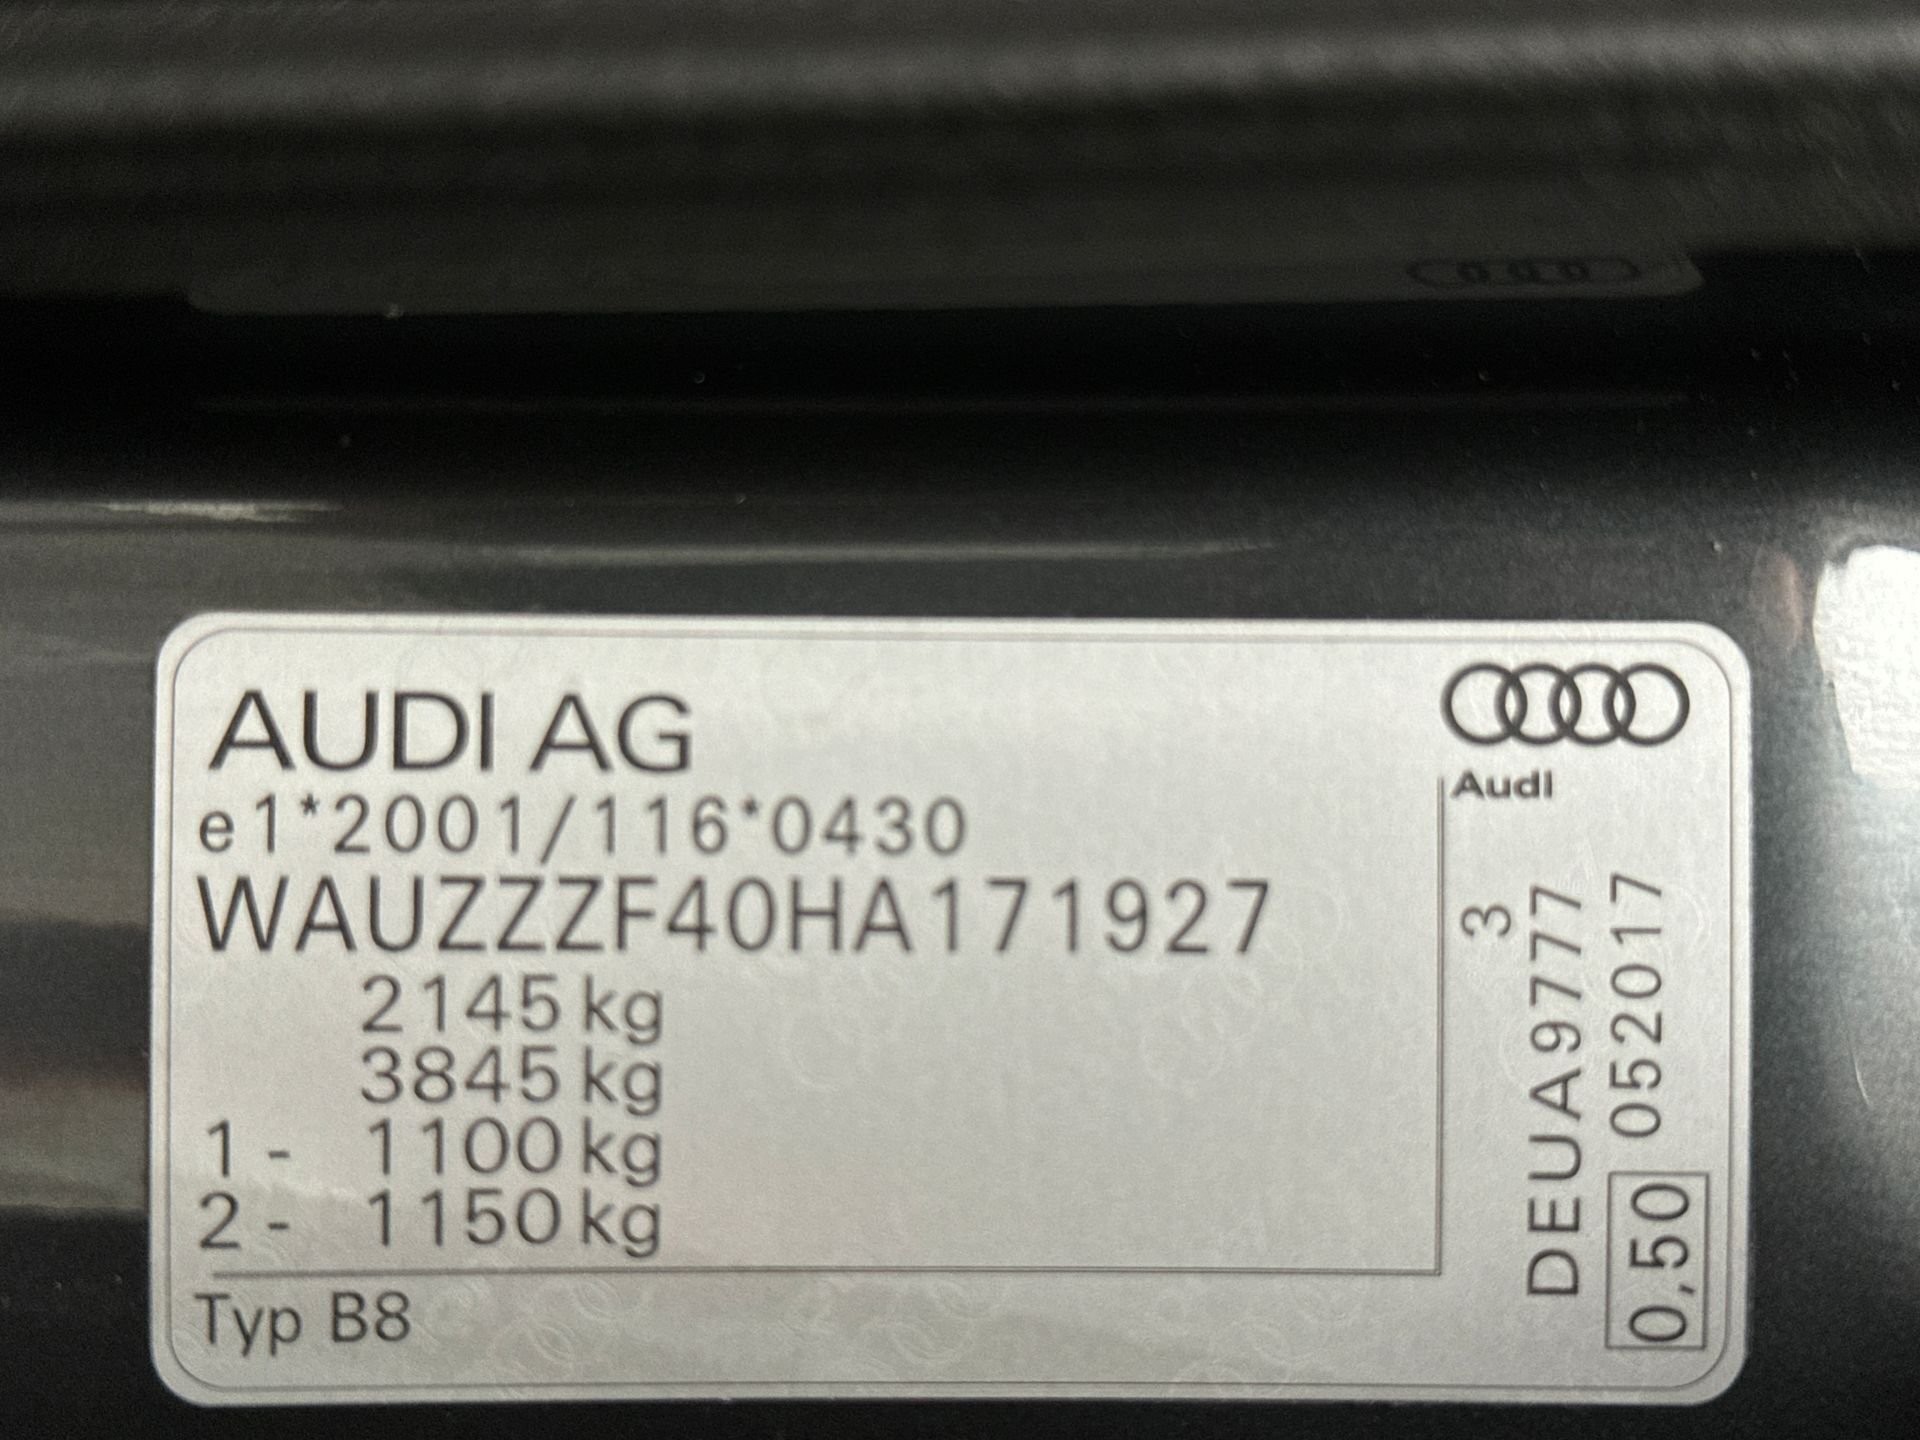 AUDI AG
e1*2001/116*0430
WAUZZZF40HA171927
2145 kg
3845 kg
1 - 1100 kg
2 - 1150 kg
Typ B8
Audi
3
DEUA9777
0,50 052017